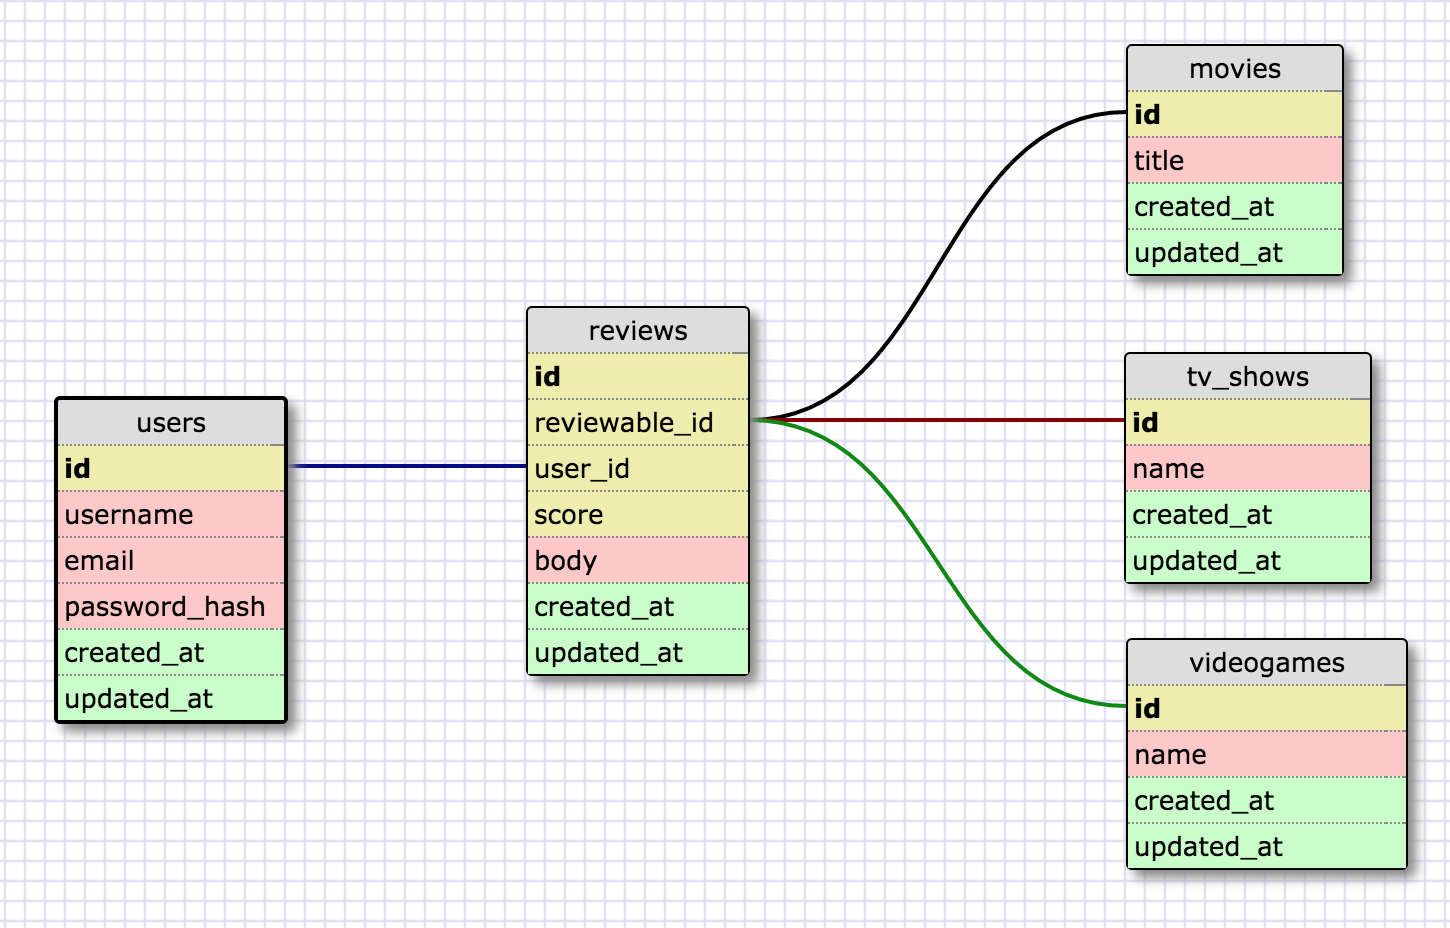 users
id
username
email
password_hash
created_at
updated_at
reviews
id
reviewable_id
user_id
score
body
created_at
updated_at
movies
id
title
created_at
updated_at
tv_shows
id
name
created_at
updated_at
videogames
id
name
created_at
updated_at